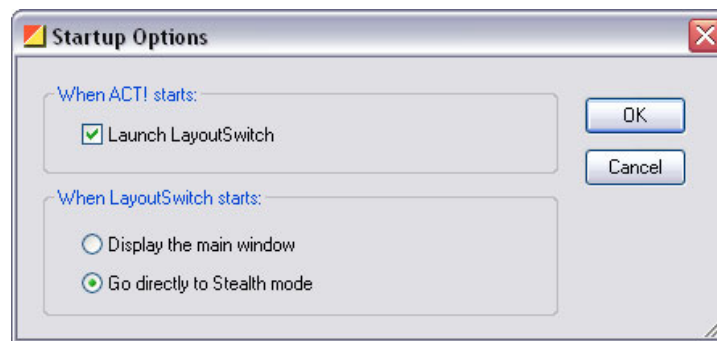 Startup Options
When ACT! starts:
Launch LayoutSwitch
OK
Cancel
When LayoutSwitch starts:
Display the main window
Go directly to Stealth mode